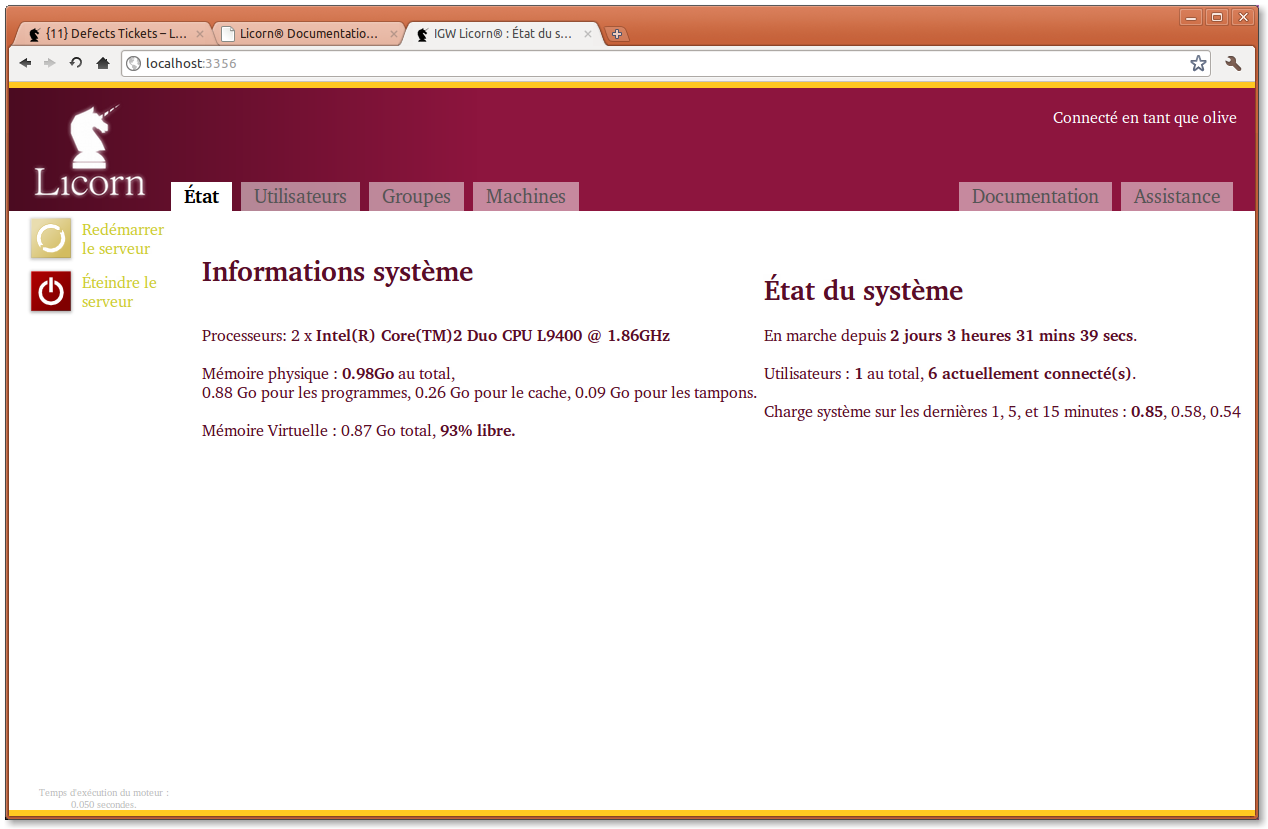 {11} Defects Tickets – L...
Licorn® Documentatio...
IGW Licorn® : État du s...
localhost:3356
Connecté en tant que olive
Licorn
État
Utilisateurs
Groupes
Machines
Documentation
Assistance
Redémarrer
le serveur
Éteindre le
serveur
Informations système
Processeurs: 2 x Intel(R) Core(TM)2 Duo CPU L9400 @ 1.86GHz
Mémoire physique : 0.98Go au total,
0.88 Go pour les programmes, 0.26 Go pour le cache, 0.09 Go pour les tampons.
Mémoire Virtuelle : 0.87 Go total, 93% libre.
État du système
En marche depuis 2 jours 3 heures 31 mins 39 secs.
Utilisateurs : 1 au total, 6 actuellement connecté(s).
Charge système sur les dernières 1, 5, et 15 minutes : 0.85, 0.58, 0.54
Temps d'exécution du moteur :
0.050 secondes.